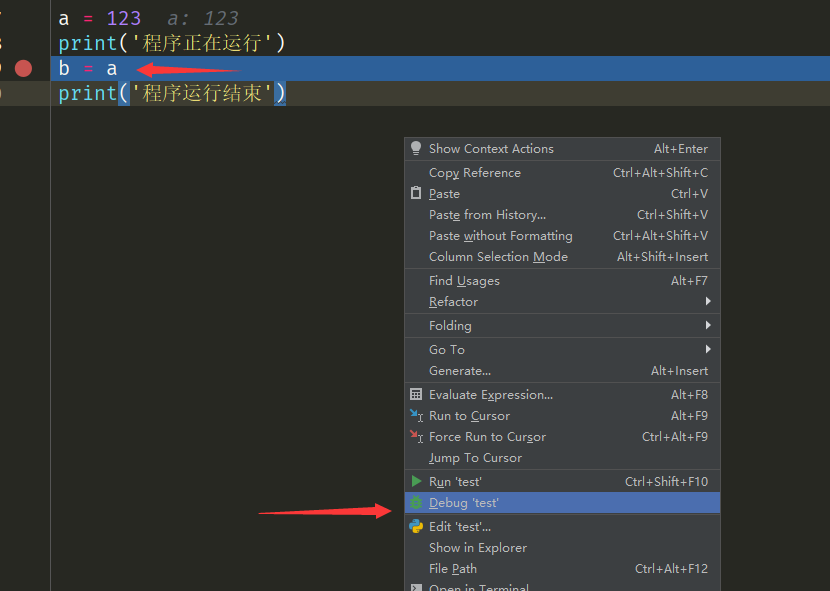 a = 123 a: 123
print('程序正在运行')
b = a
print('程序运行结束')
Show Context Actions Alt+Enter
Copy Reference Ctrl+Alt+Shift+C
Paste Ctrl+V
Paste from History... Ctrl+Shift+V
Paste without Formatting Ctrl+Alt+Shift+V
Column Selection Mode Alt+Shift+Insert
Find Usages Alt+F7
Refactor
Folding
Go To
Generate... Alt+Insert
Evaluate Expression... Alt+F8
Run to Cursor Alt+F9
Force Run to Cursor Ctrl+Alt+F9
Jump To Cursor
Run 'test' Ctrl+Shift+F10
Debug 'test'
Edit 'test'...
Show in Explorer
File Path Ctrl+Alt+F12
Open in Terminal